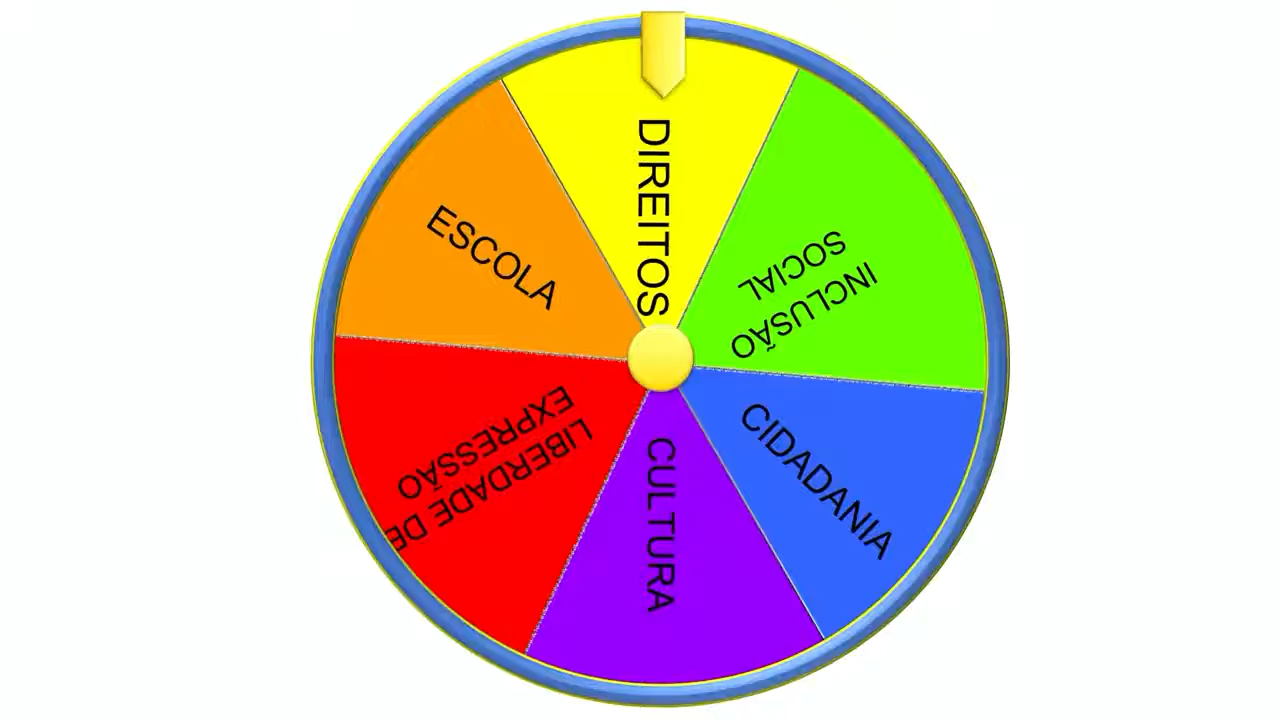 DIREITOS
INCLUSÃO
SOCIAL
CIDADANIA
CULTURA
LIBERDADE DE
EXPRESSÃO
ESCOLA